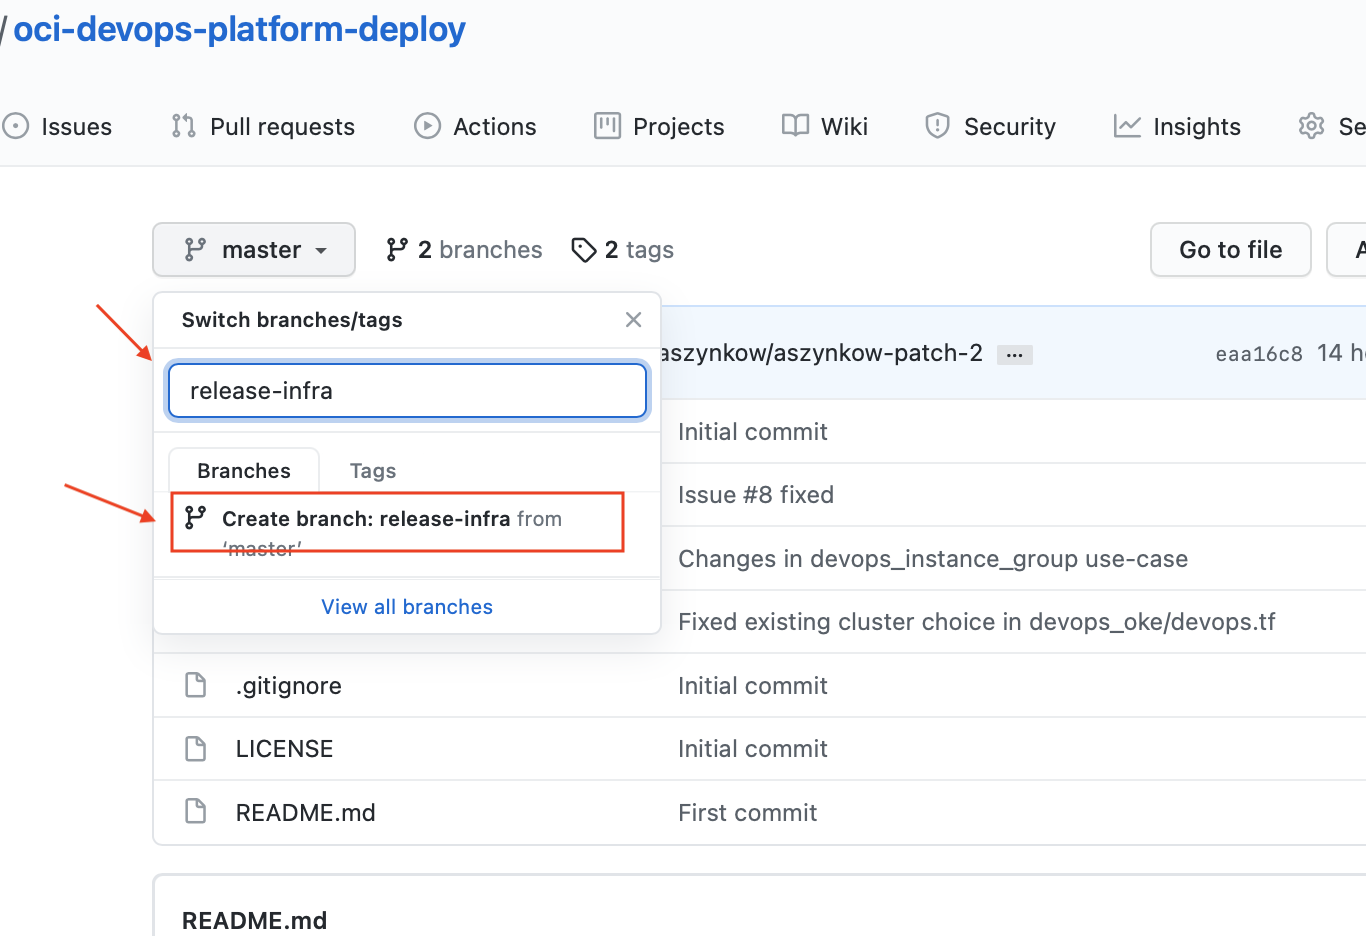 / oci-devops-platform-deploy
Issues Pull requests Actions Projects Wiki Security Insights Se
master 2 branches 2 tags Go to file A
Switch branches/tags
aszynkow/aszynkow-patch-2 ... eaa16c8 14 h
release-infra
Initial commit
Branches Tags
Issue #8 fixed
Create branch: release-infra from
'master'
Changes in devops_instance_group use-case
View all branches
Fixed existing cluster choice in devops_oke/devops.tf
.gitignore Initial commit
LICENSE Initial commit
README.md First commit
README.md